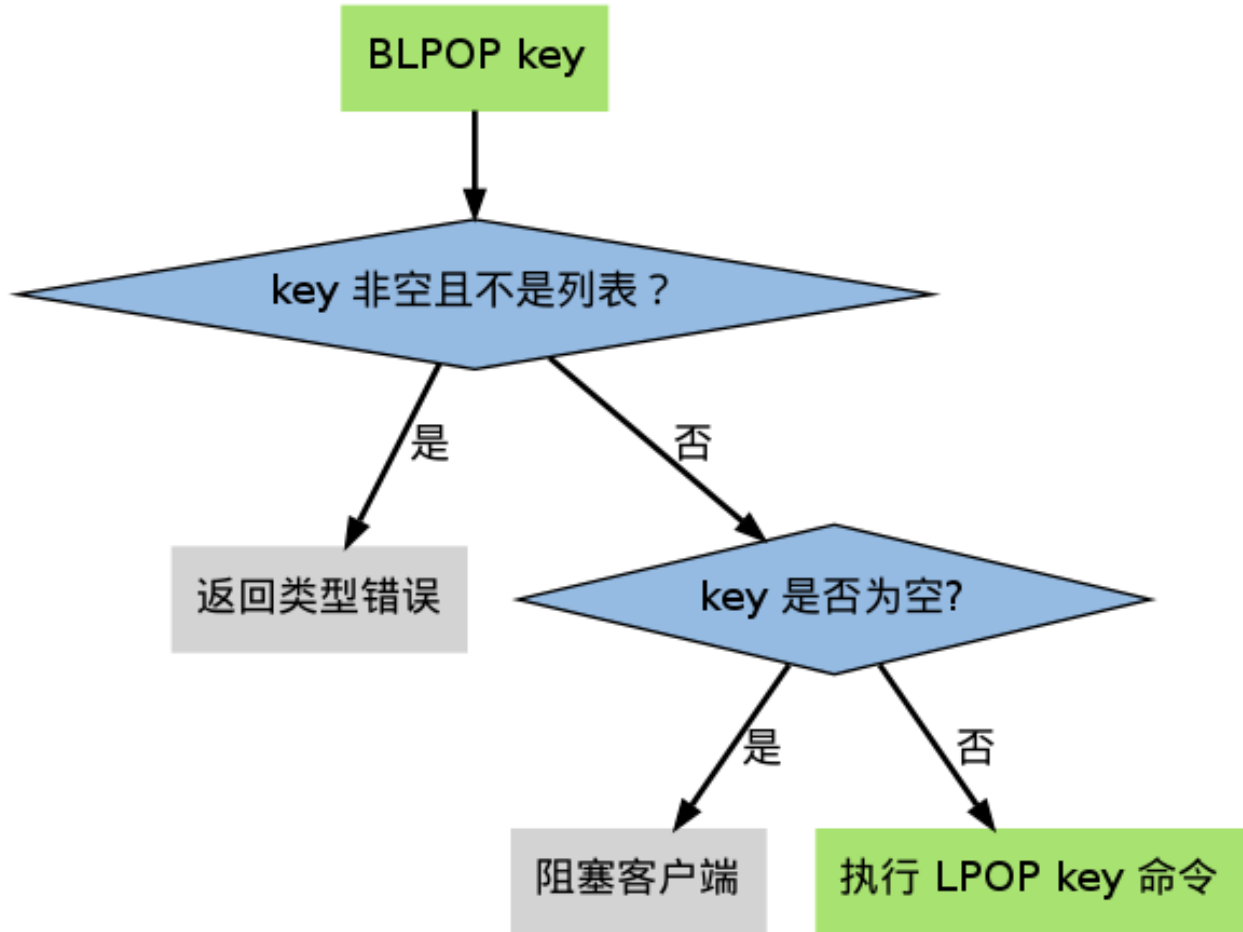 BLPOP key
key 非空且不是列表？
是
否
返回类型错误
key 是否为空?
是
否
阻塞客户端
执行 LPOP key 命令